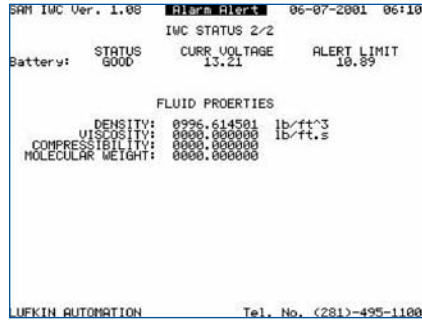 SAM IWC Ver. 1.08 Alarm Alert 06-07-2001 06:10
IWC STATUS 2/2
STATUS CURR VOLTAGE ALERT LIMIT
Battery: GOOD 13.21 10.89
FLUID PROERTIES
DENSITY: 0996.614501 lb/ft^3
VISCOSITY: 0000.000000 lb/ft.s
COMPRESSIBILITY: 0000.000000
MOLECULAR WEIGHT: 0000.000000
LUFKIN AUTOMATION Tel. No. (281)-495-1100